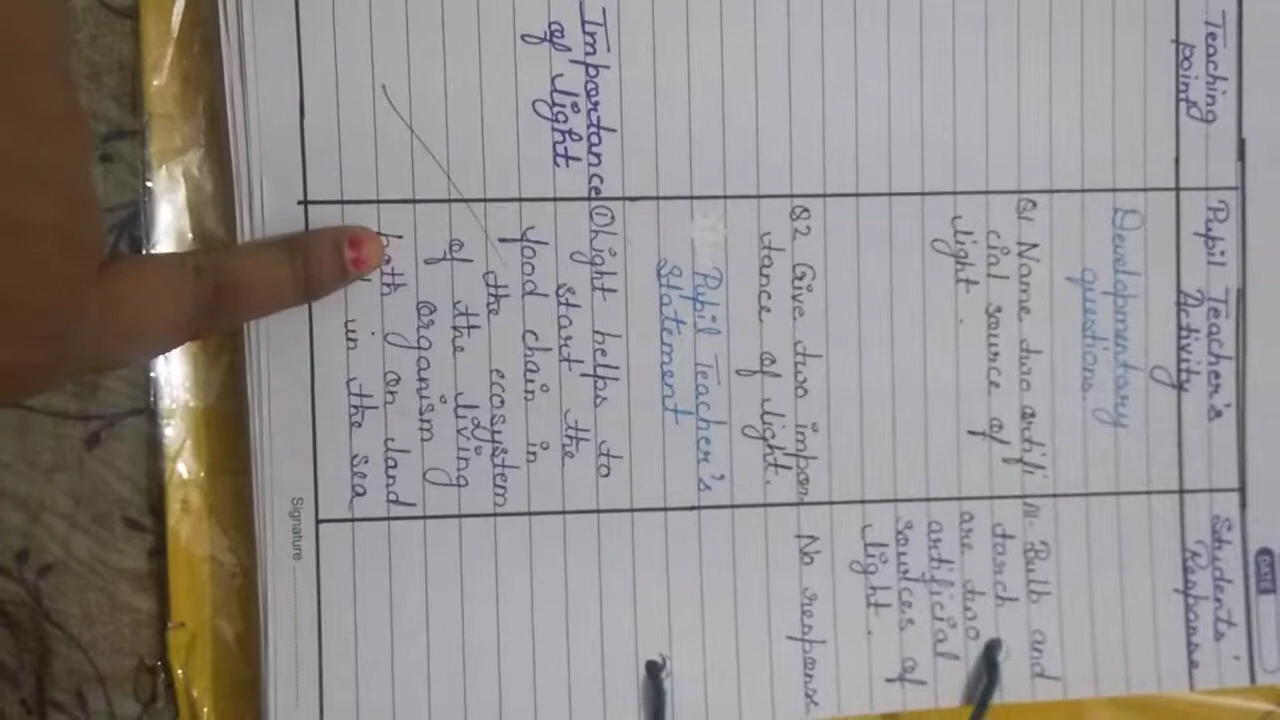 DATE
Teaching point
Pupil Teacher's Activity
Students' Response
Developmentary
questions.
Q1 Name two artifi
cial source of
light.
Bulb and
torch
are two
artificial
sources of
light.
Q2 Give two impor
tance of light.
No response
Pupil Teacher's
Statement
Importance
of light
① Light helps to
start the
food chain in
the ecosystem
of the living
organism
both on land
in the sea
Signature